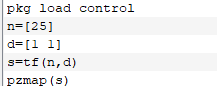 pkg load control
n=[25]
d=[1 1]
s=tf(n,d)
pzmap(s)